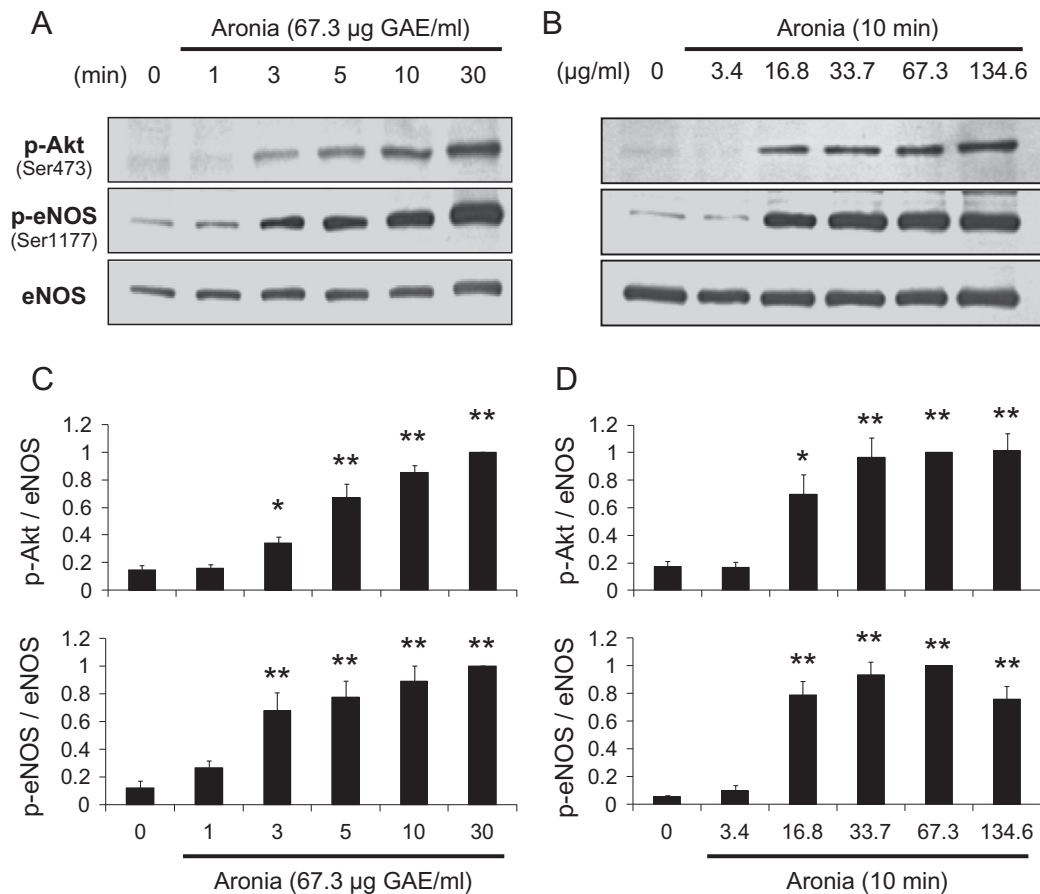 A
Aronia (67.3 µg GAE/ml)
(min) 0 1 3 5 10 30
p-Akt
(Ser473)
p-eNOS
(Ser1177)
eNOS
B
Aronia (10 min)
(µg/ml) 0 3.4 16.8 33.7 67.3 134.6
C
p-Akt / eNOS
1.2
1
0.8
0.6
0.4
0.2
0
* ** ** **
p-eNOS / eNOS
1.2
1
0.8
0.6
0.4
0.2
0
** ** ** **
0 1 3 5 10 30
Aronia (67.3 µg GAE/ml)
D
p-Akt / eNOS
1.2
1
0.8
0.6
0.4
0.2
0
* ** ** **
p-eNOS / eNOS
1.2
1
0.8
0.6
0.4
0.2
0
** ** ** **
0 3.4 16.8 33.7 67.3 134.6
Aronia (10 min)